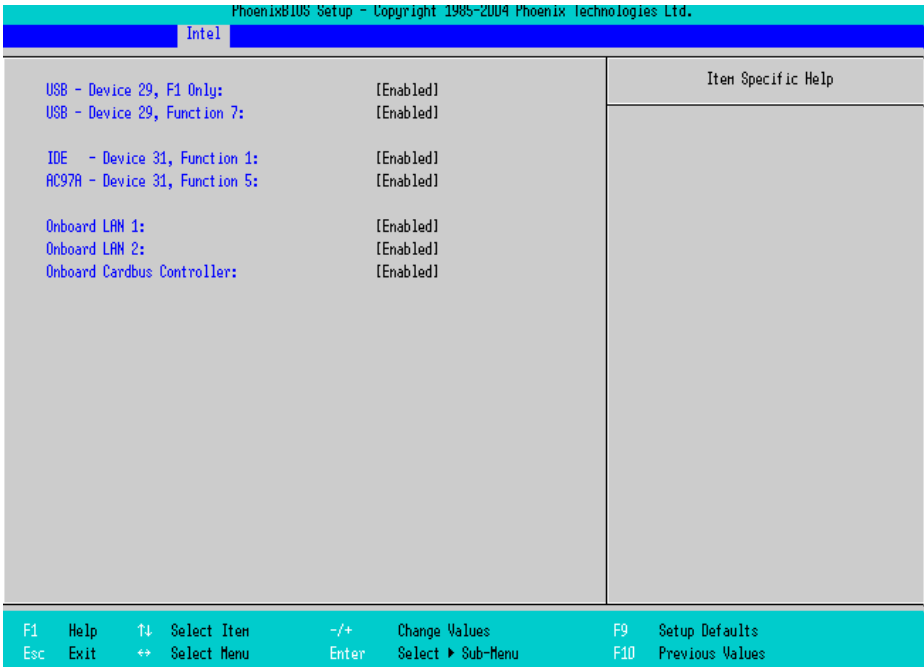 PhoenixBIOS Setup - Copyright 1985-2004 Phoenix Technologies Ltd.
Intel
Item Specific Help
USB - Device 29, F1 Only: [Enabled]
USB - Device 29, Function 7: [Enabled]
IDE - Device 31, Function 1: [Enabled]
AC97A - Device 31, Function 5: [Enabled]
Onboard LAN 1: [Enabled]
Onboard LAN 2: [Enabled]
Onboard Cardbus Controller: [Enabled]
F1 Help ↑↓ Select Item -/+ Change Values F9 Setup Defaults
Esc Exit ↔ Select Menu Enter Select ▶ Sub-Menu F10 Previous Values